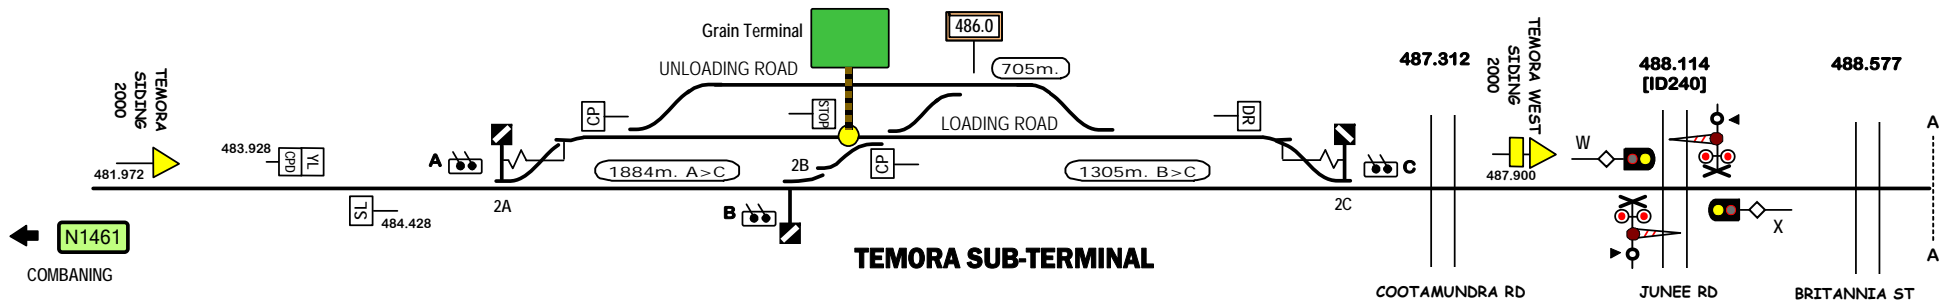 Grain Terminal
486.0
UNLOADING ROAD
705m.
TEMORA
SIDING
2000
481.972
483.928
CPD
YL
TS
484.428
N1461
COMBANING
A
2A
CP
1884m. A>C
STOP
LOADING ROAD
2B
CP
B
1305m. B>C
DR
C
2C
TEMORA SUB-TERMINAL
487.312
COOTAMUNDRA RD
TEMORA WEST
SIDING
2000
487.900
W
488.114
[ID240]
X
JUNEE RD
488.577
BRITANNIA ST
A
A